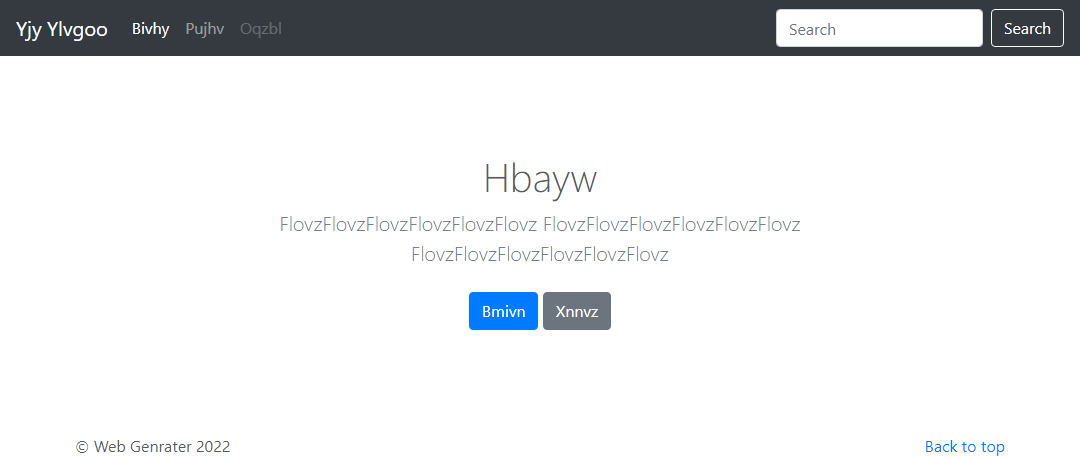 Yjy Ylvgoo Bivhy Pujhv Oqzbl Search Search
Hbayw
FlovzFlovzFlovzFlovzFlovzFlovz FlovzFlovzFlovzFlovzFlovzFlovz
FlovzFlovzFlovzFlovzFlovzFlovz
Bmivn Xnnvz
© Web Genrater 2022 Back to top